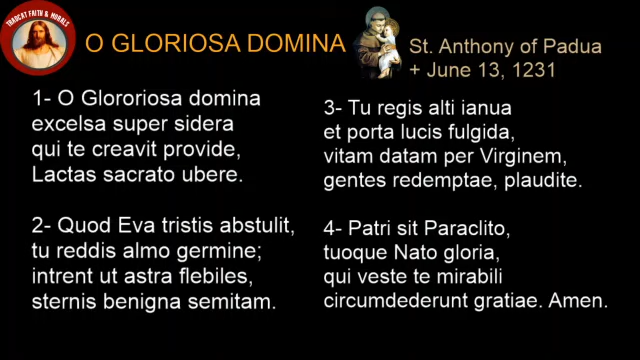 TRADCAT FAITH & MORALS
O GLORIOSA DOMINA
St. Anthony of Padua
+ June 13, 1231
1- O Glororiosa domina
excelsa super sidera
qui te creavit provide,
Lactas sacrato ubere.
2- Quod Eva tristis abstulit,
tu reddis almo germine;
intrent ut astra flebiles,
sternis benigna semitam.
3- Tu regis alti ianua
et porta lucis fulgida,
vitam datam per Virginem,
gentes redemptae, plaudite.
4- Patri sit Paraclito,
tuoque Nato gloria,
qui veste te mirabili
circumdederunt gratiae. Amen.